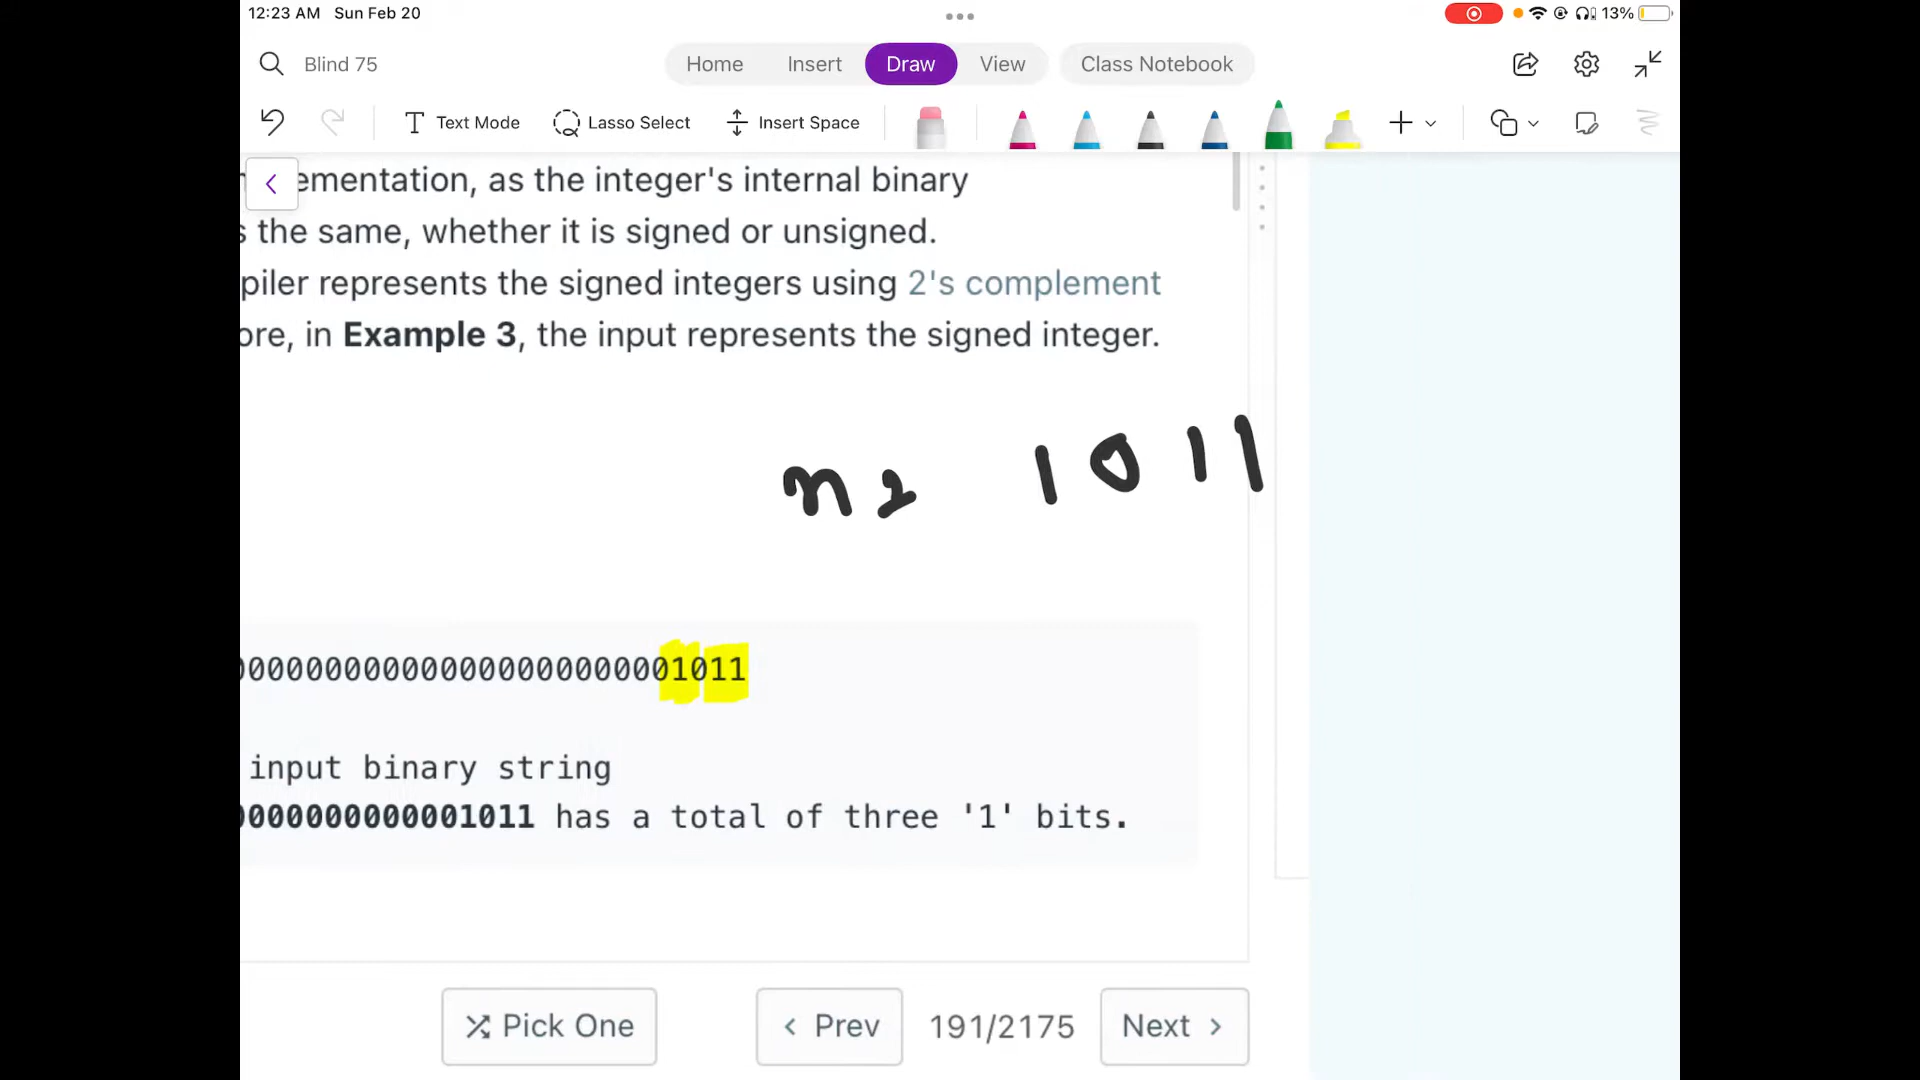 12:23 AM Sun Feb 20
13%
Blind 75
Home Insert Draw View Class Notebook
Text Mode Lasso Select Insert Space
ementation, as the integer's internal binary
s the same, whether it is signed or unsigned.
piler represents the signed integers using 2's complement
ore, in Example 3, the input represents the signed integer.
n = 1011
00000000000000000000001011
input binary string
0000000000001011 has a total of three '1' bits.
Pick One
Prev 191/2175 Next